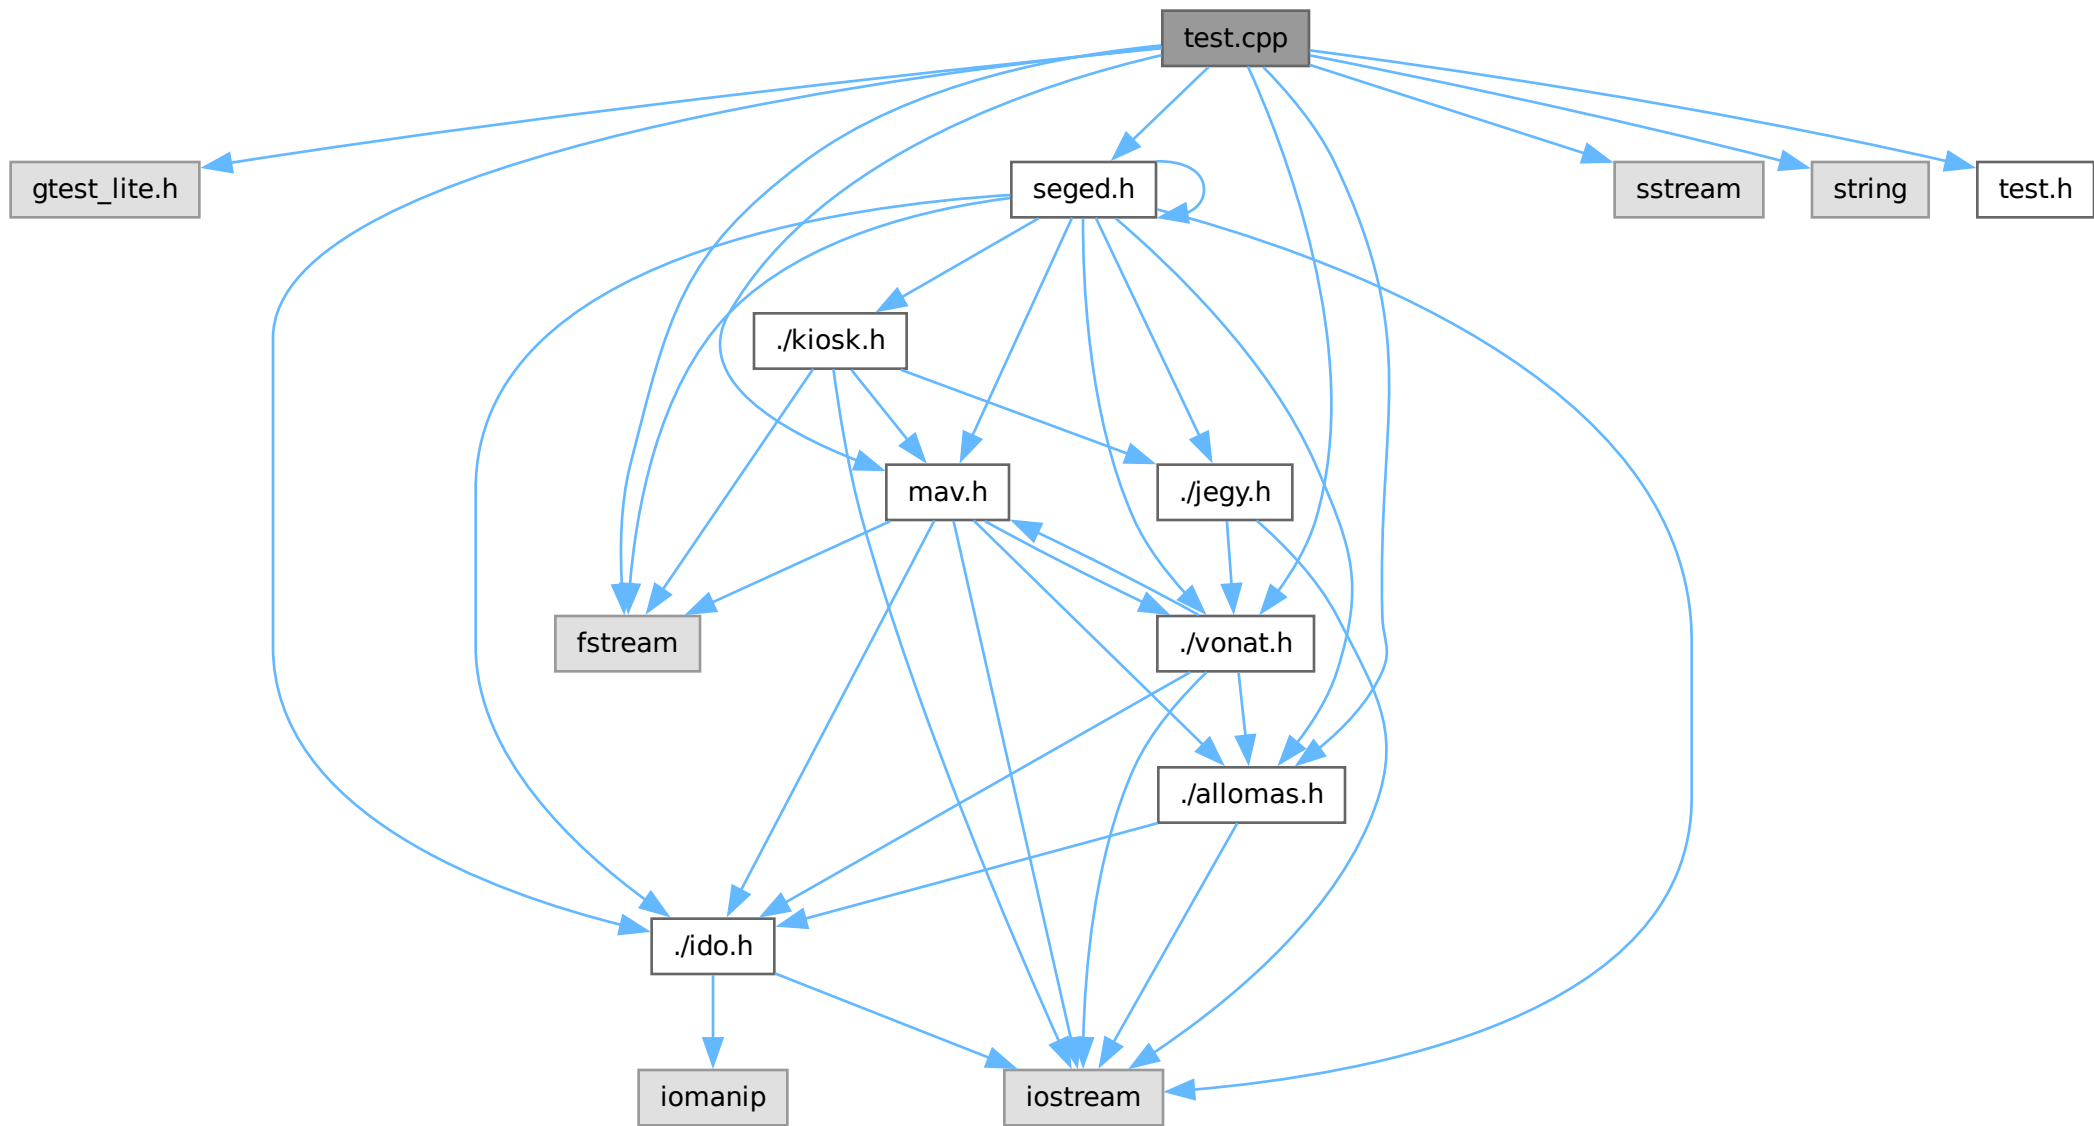 test.cpp
gtest_lite.h
seged.h
sstream
string
test.h
./kiosk.h
mav.h
./jegy.h
fstream
./vonat.h
./allomas.h
./ido.h
iomanip
iostream